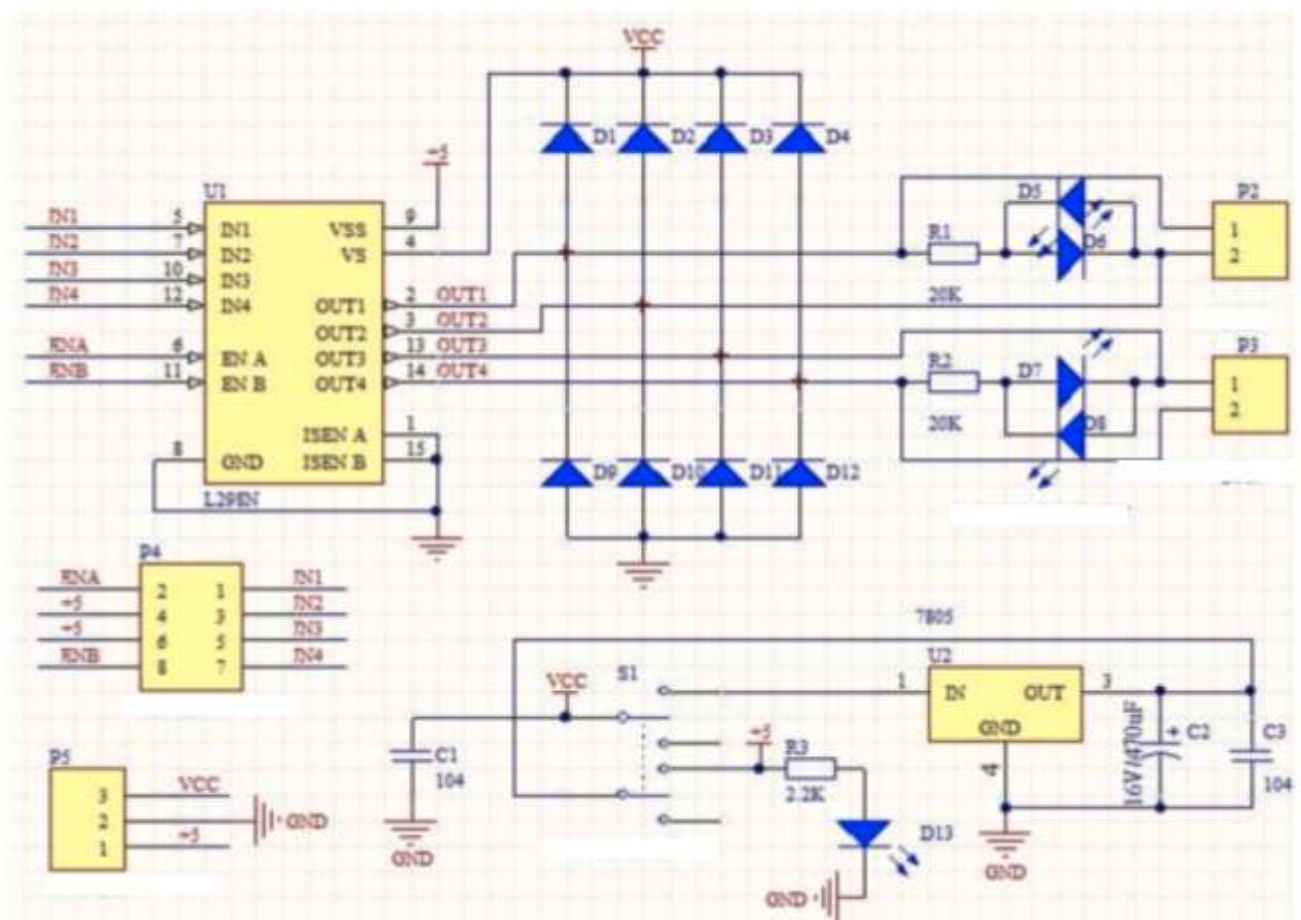 VCC
D1 D2 D3 D4
+5
U1
IN1 5 IN1 VSS 9
IN2 7 IN2 VS 4
IN3 10 IN3
IN4 12 IN4 OUT1 2 OUT1
OUT2 3 OUT2
ENA 6 EN A OUT3 13 OUT3
ENB 11 EN B OUT4 14 OUT4
ISEN A 1
8 GND ISEN B 15
L298N
D5 P2
R1 D6 1
20K 2
R2 D7 P3
20K D8 1
2
D9 D10 D11 D12
P4
ENA 2 1 IN1
+5 4 3 IN2
+5 6 5 IN3
ENB 8 7 IN4
7805
S1 U2
VCC 1 IN OUT 3
GND
4
C1
104
GND
+5 R3
2.2K
D13
GND
16V/470uF
+ C2
C3
104
GND
P5
3 VCC
2 GND
1 +5